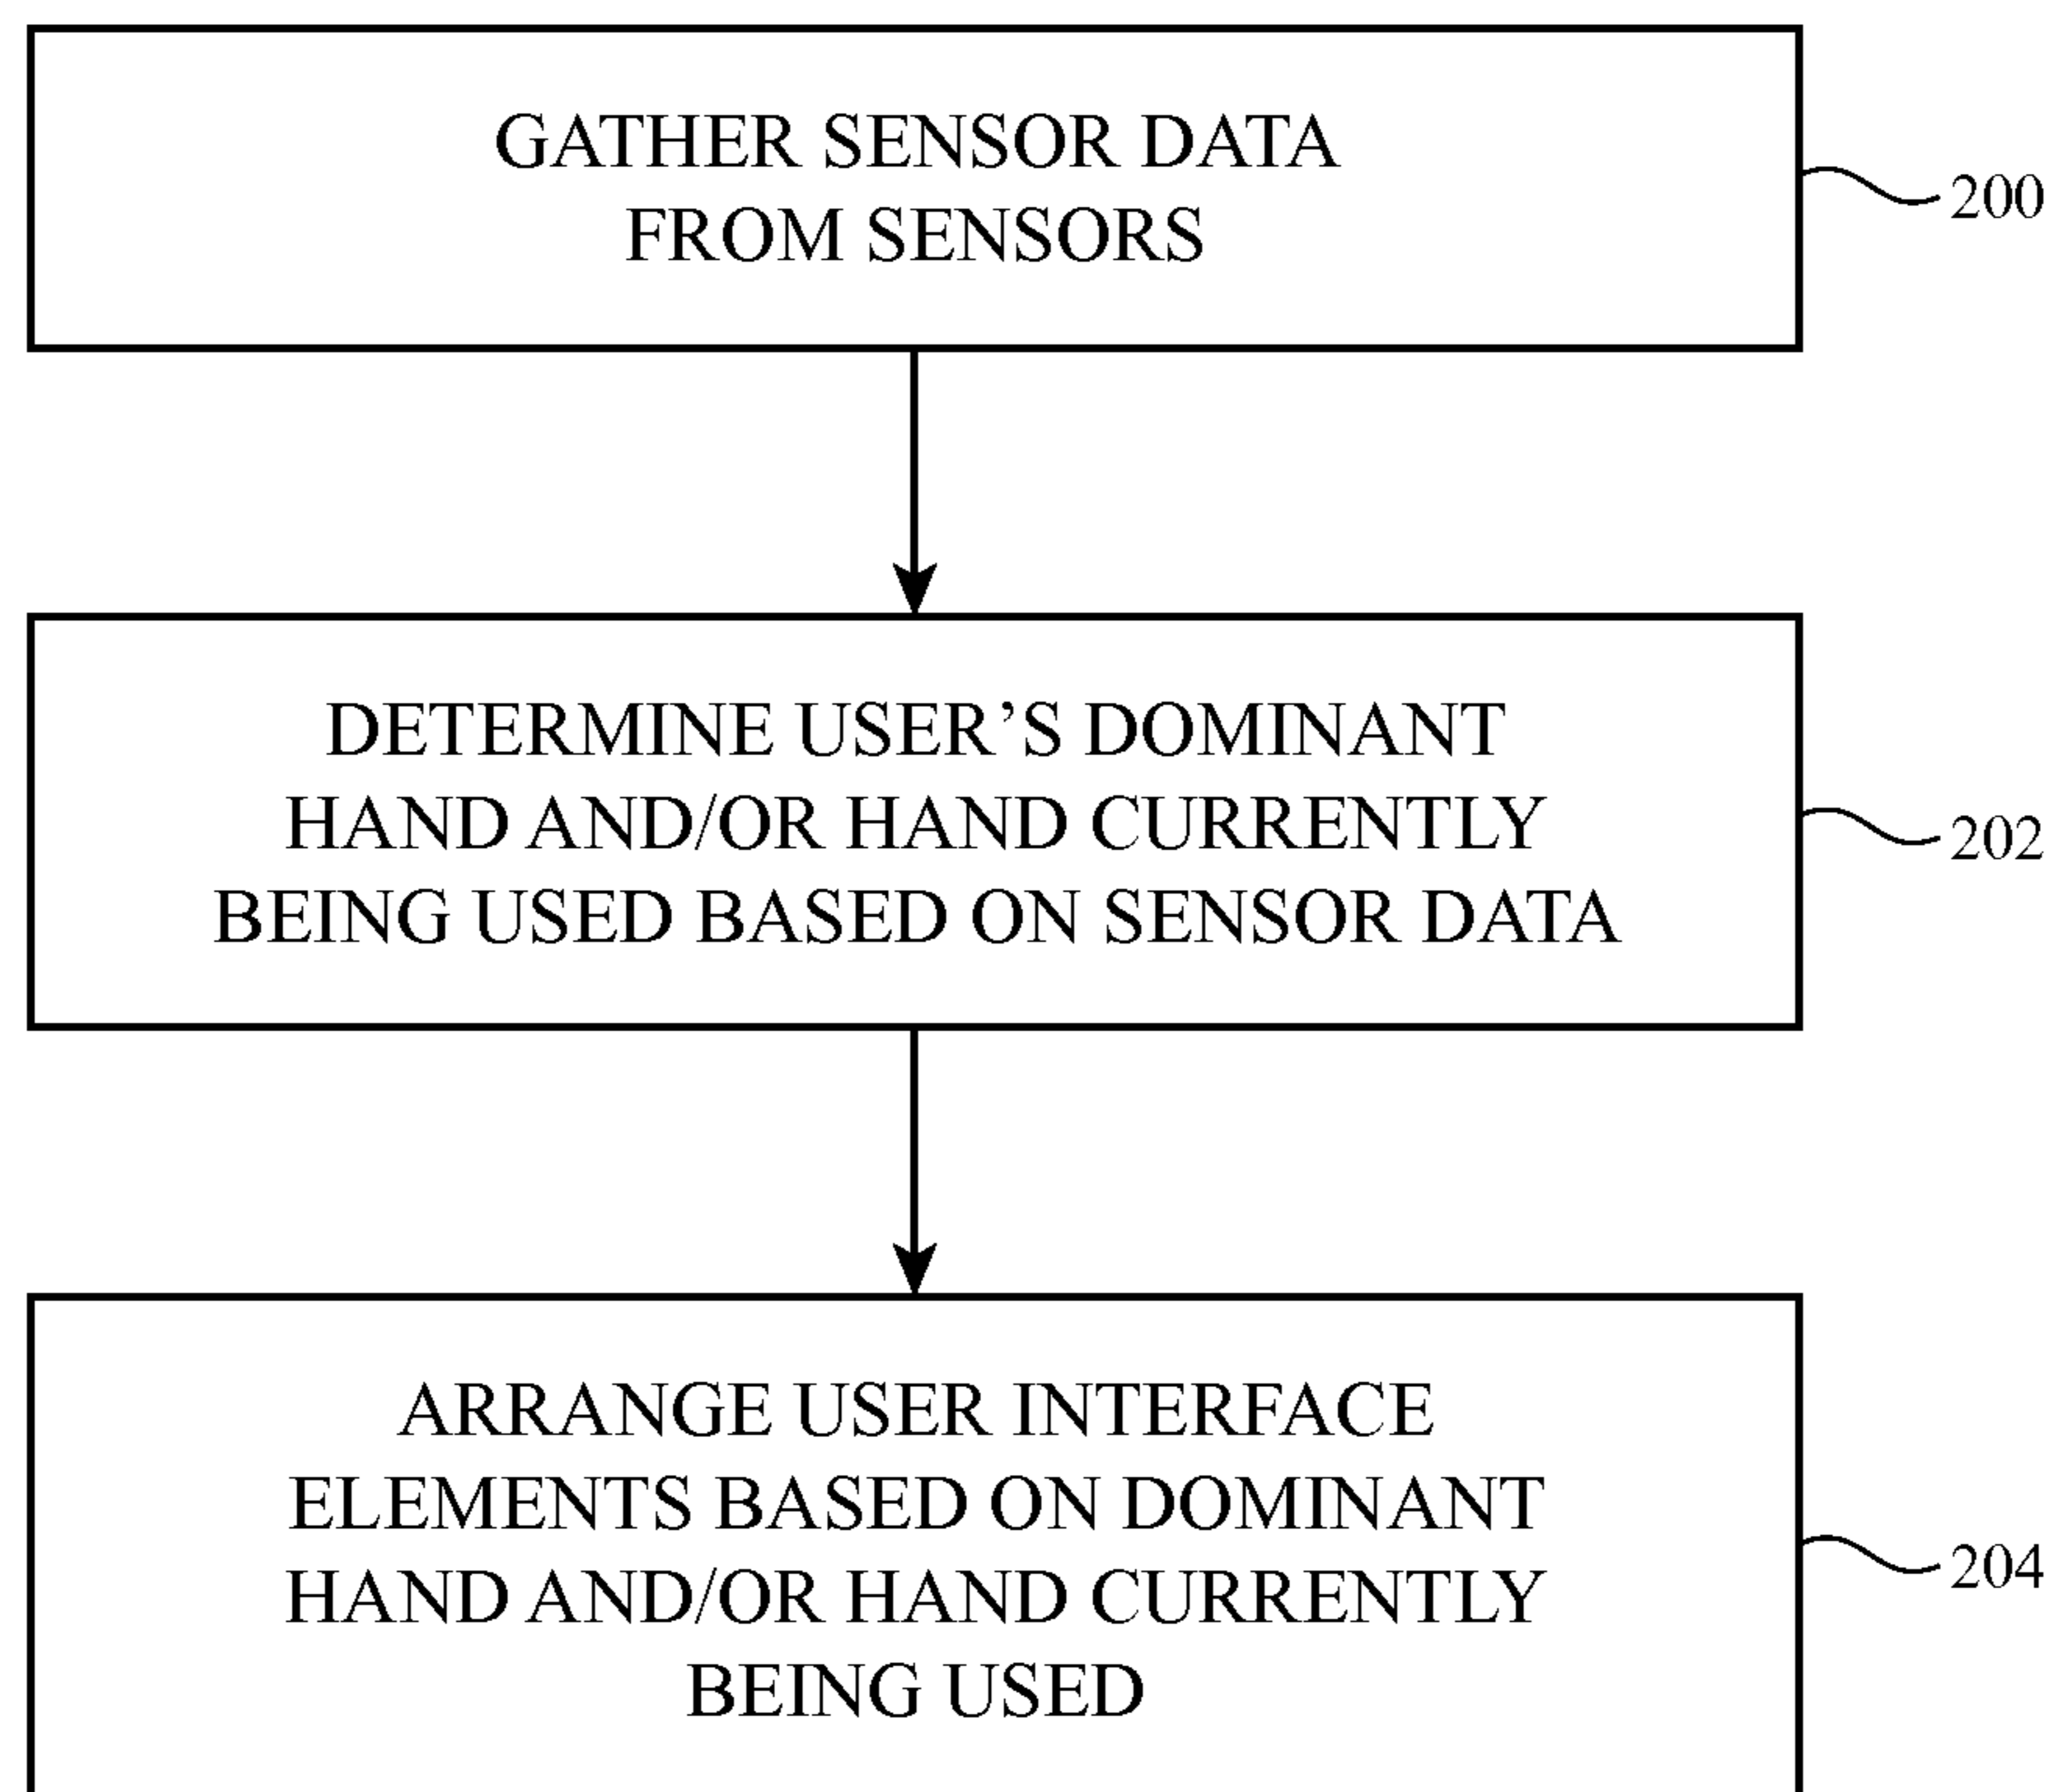 GATHER SENSOR DATA
FROM SENSORS
200
DETERMINE USER’S DOMINANT
HAND AND/OR HAND CURRENTLY
BEING USED BASED ON SENSOR DATA
202
ARRANGE USER INTERFACE
ELEMENTS BASED ON DOMINANT
HAND AND/OR HAND CURRENTLY
BEING USED
204